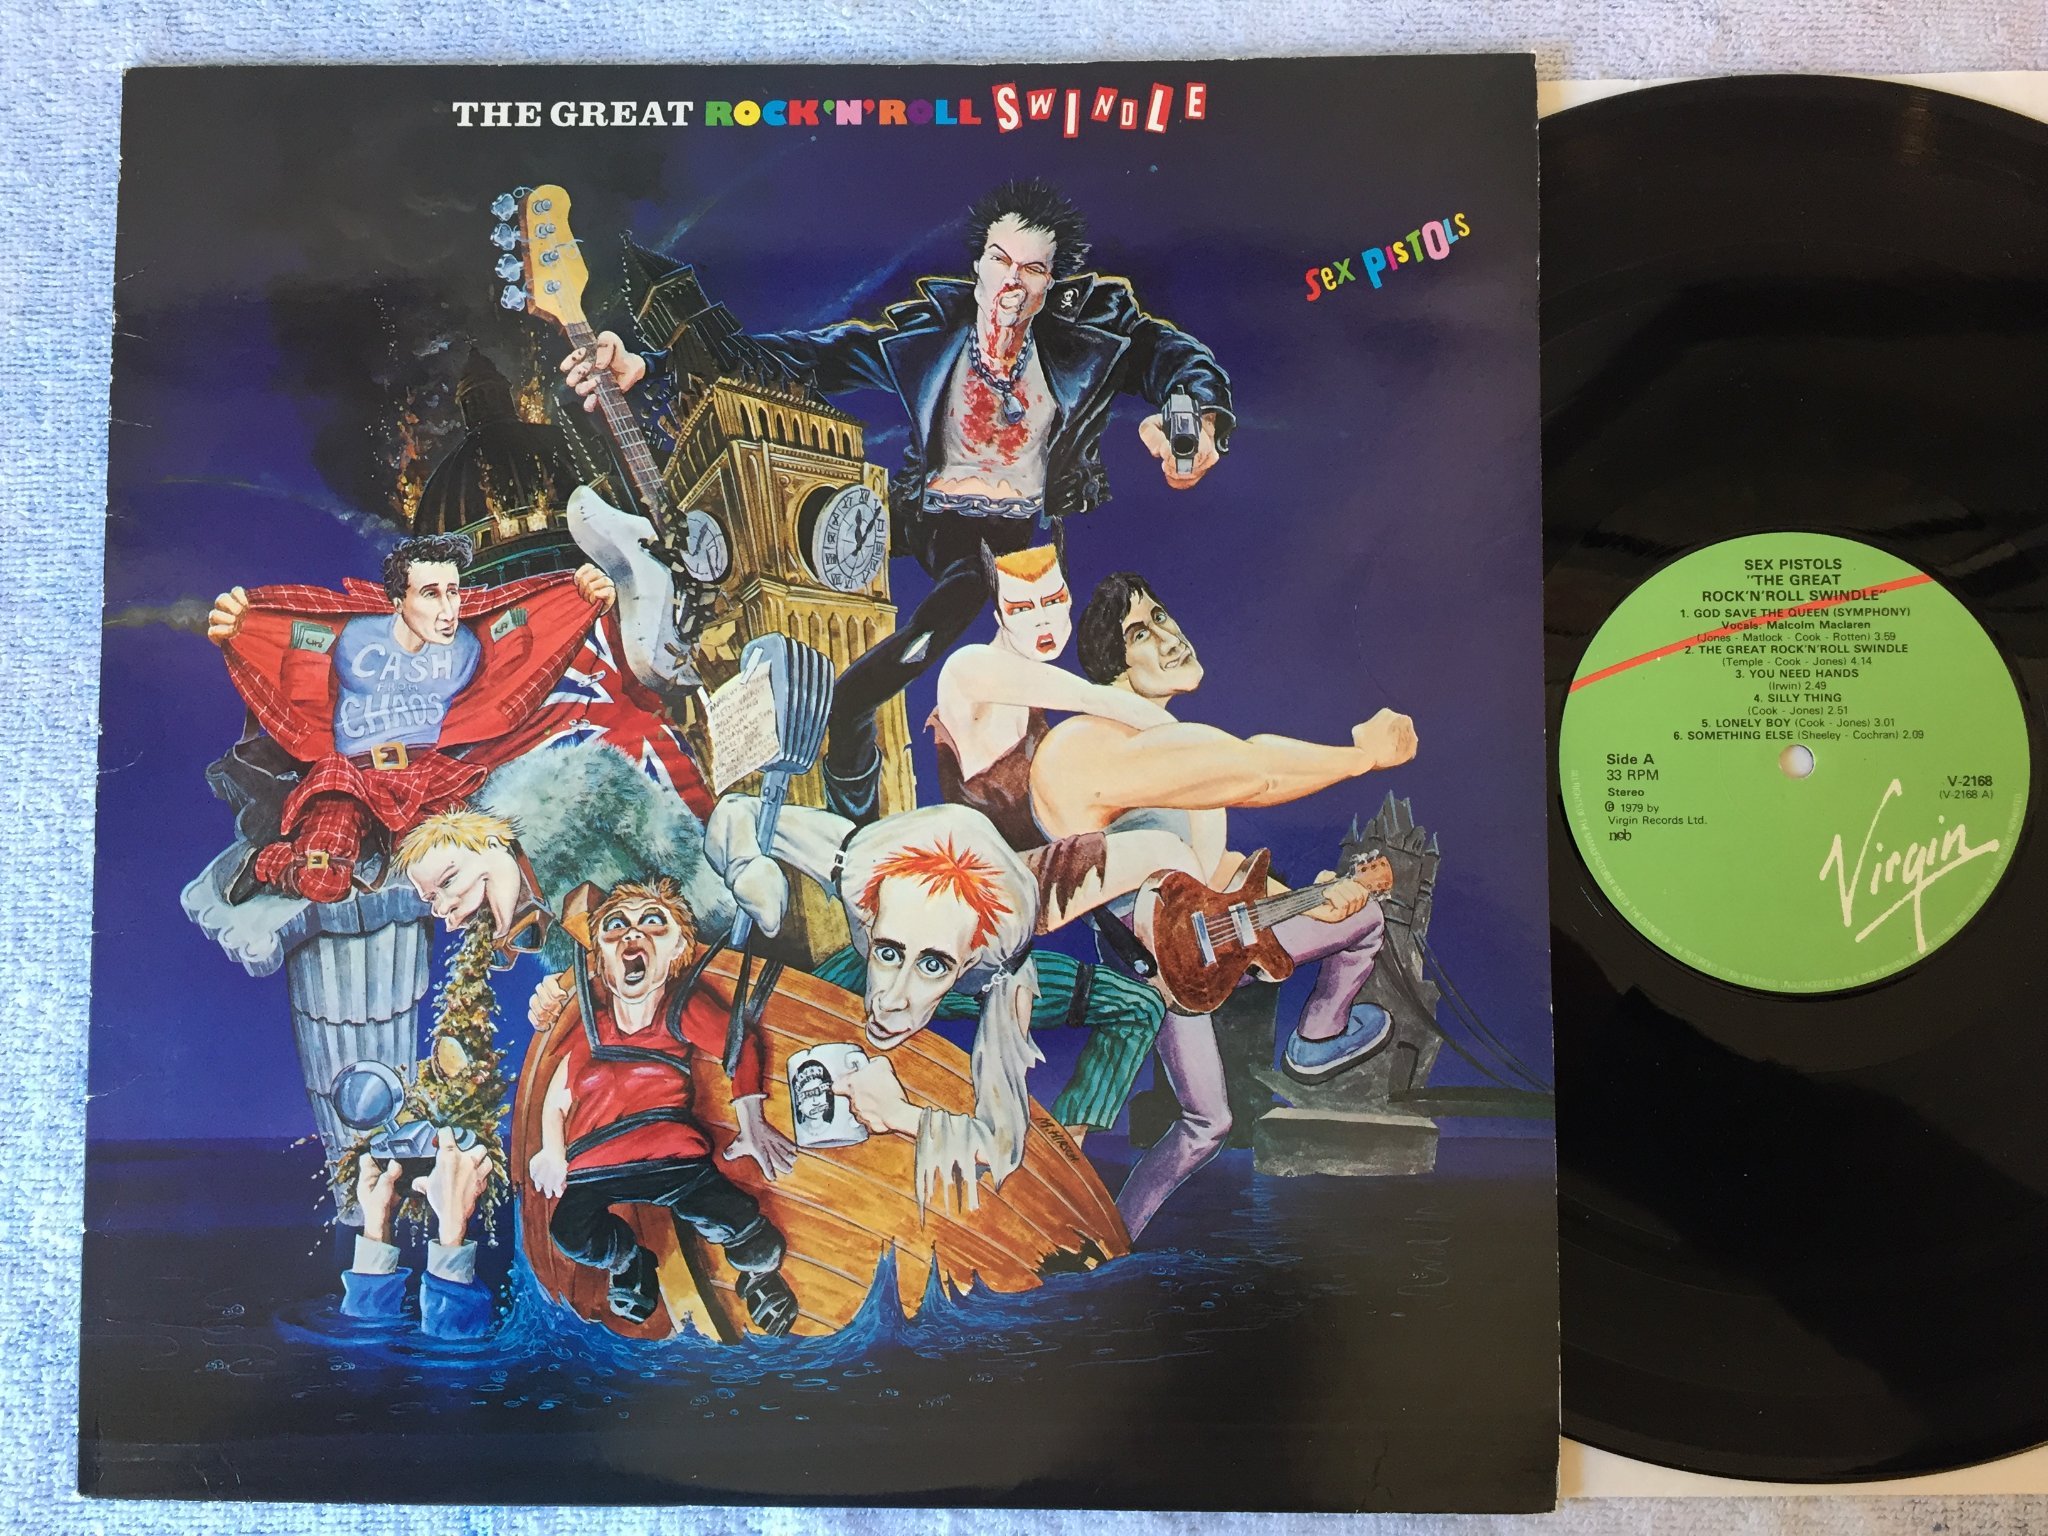 THE GREAT ROCK'N'ROLL SWINDLE
SEX PISTOLS
CASH
FROM
CHAOS
M. HIRSCH
SEX PISTOLS
"THE GREAT
ROCK'N'ROLL SWINDLE"
1. GOD SAVE THE QUEEN (SYMPHONY)
Vocals: Malcolm Maclaren
(Jones - Matlock - Cook - Rotten) 3.59
2. THE GREAT ROCK'N'ROLL SWINDLE
(Temple - Cook - Jones) 4.14
3. YOU NEED HANDS
(Irwin) 2.49
4. SILLY THING
(Cook - Jones) 2.51
5. LONELY BOY (Cook - Jones) 3.01
6. SOMETHING ELSE (Sheeley - Cochran) 2.09
Side A
33 RPM
Stereo
Ⓟ 1979 by
Virgin Records Ltd.
ncb
V-2168
(V-2168 A)
Virgin